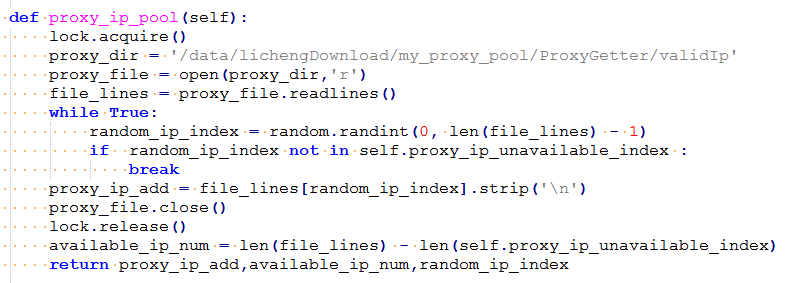 def proxy_ip_pool(self):
    lock.acquire()
    proxy_dir = '/data/lichengDownload/my_proxy_pool/ProxyGetter/validIp'
    proxy_file = open(proxy_dir,'r')
    file_lines = proxy_file.readlines()
    while True:
        random_ip_index = random.randint(0, len(file_lines) - 1)
        if  random_ip_index not in self.proxy_ip_unavailable_index :
            break
    proxy_ip_add = file_lines[random_ip_index].strip('\n')
    proxy_file.close()
    lock.release()
    available_ip_num = len(file_lines) - len(self.proxy_ip_unavailable_index)
    return proxy_ip_add,available_ip_num,random_ip_index